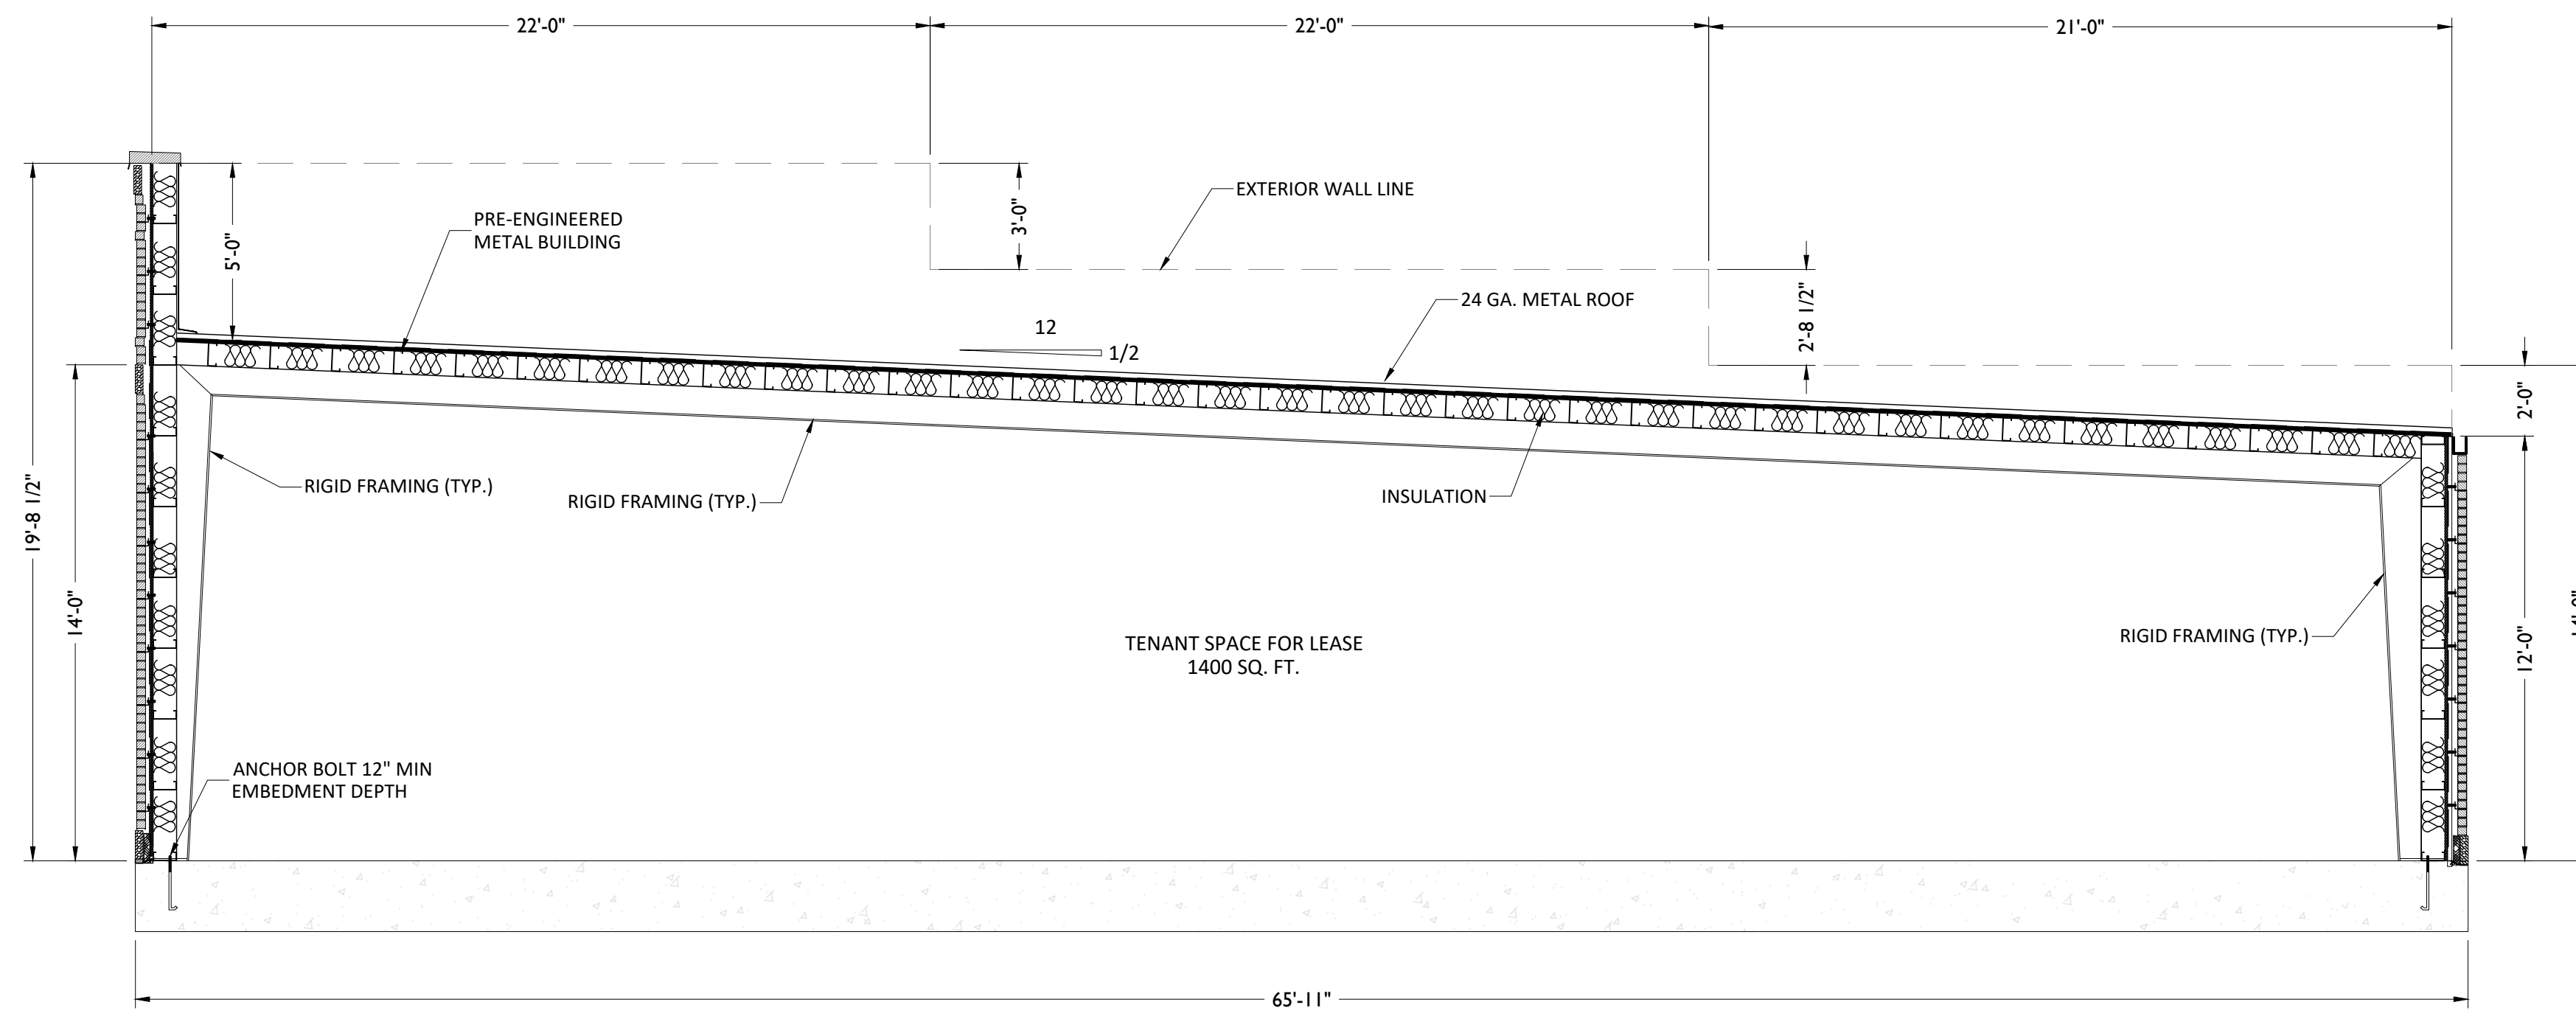 22'-0"
22'-0"
21'-0"
EXTERIOR WALL LINE
3'-0"
PRE-ENGINEERED
METAL BUILDING
5'-0"
24 GA. METAL ROOF
2'-8 1/2"
12
1/2
2'-0"
19'-8 1/2"
14'-0"
RIGID FRAMING (TYP.)
RIGID FRAMING (TYP.)
INSULATION
TENANT SPACE FOR LEASE
1400 SQ. FT.
RIGID FRAMING (TYP.)
12'-0"
14'-0"
ANCHOR BOLT 12" MIN
EMBEDMENT DEPTH
65'-11"